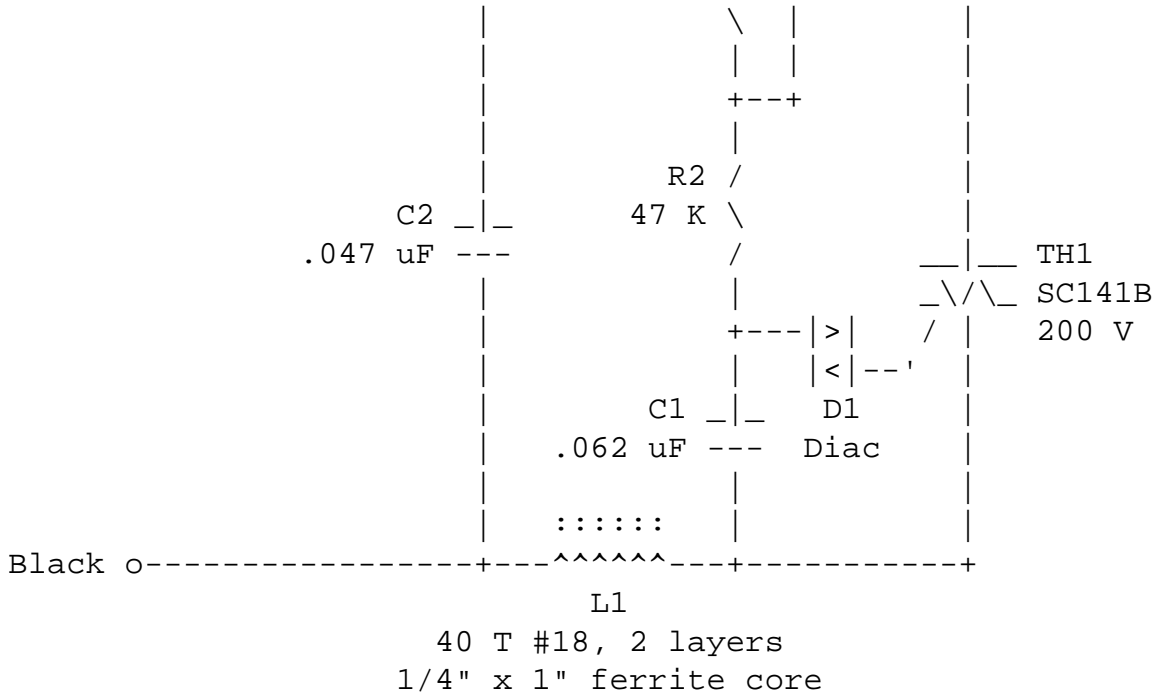 R2
C2 47 K
.047 uF TH1
SC141B
200 V
C1 D1
.062 uF Diac
Black
L1
40 T #18, 2 layers
1/4" x 1" ferrite core